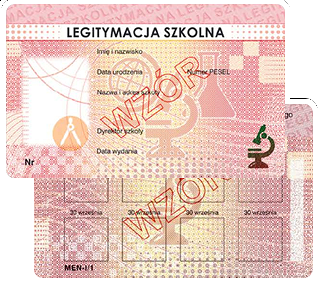 LEGITYMACJA SZKOLNA
Imię i nazwisko
Data urodzenia Numer PESEL
Nazwa i adres szkoły
WZÓR
Dyrektor szkoły
Data wydania
Nr
WZÓR
30 września 30 września 30 września 30 września
MEN-I/1